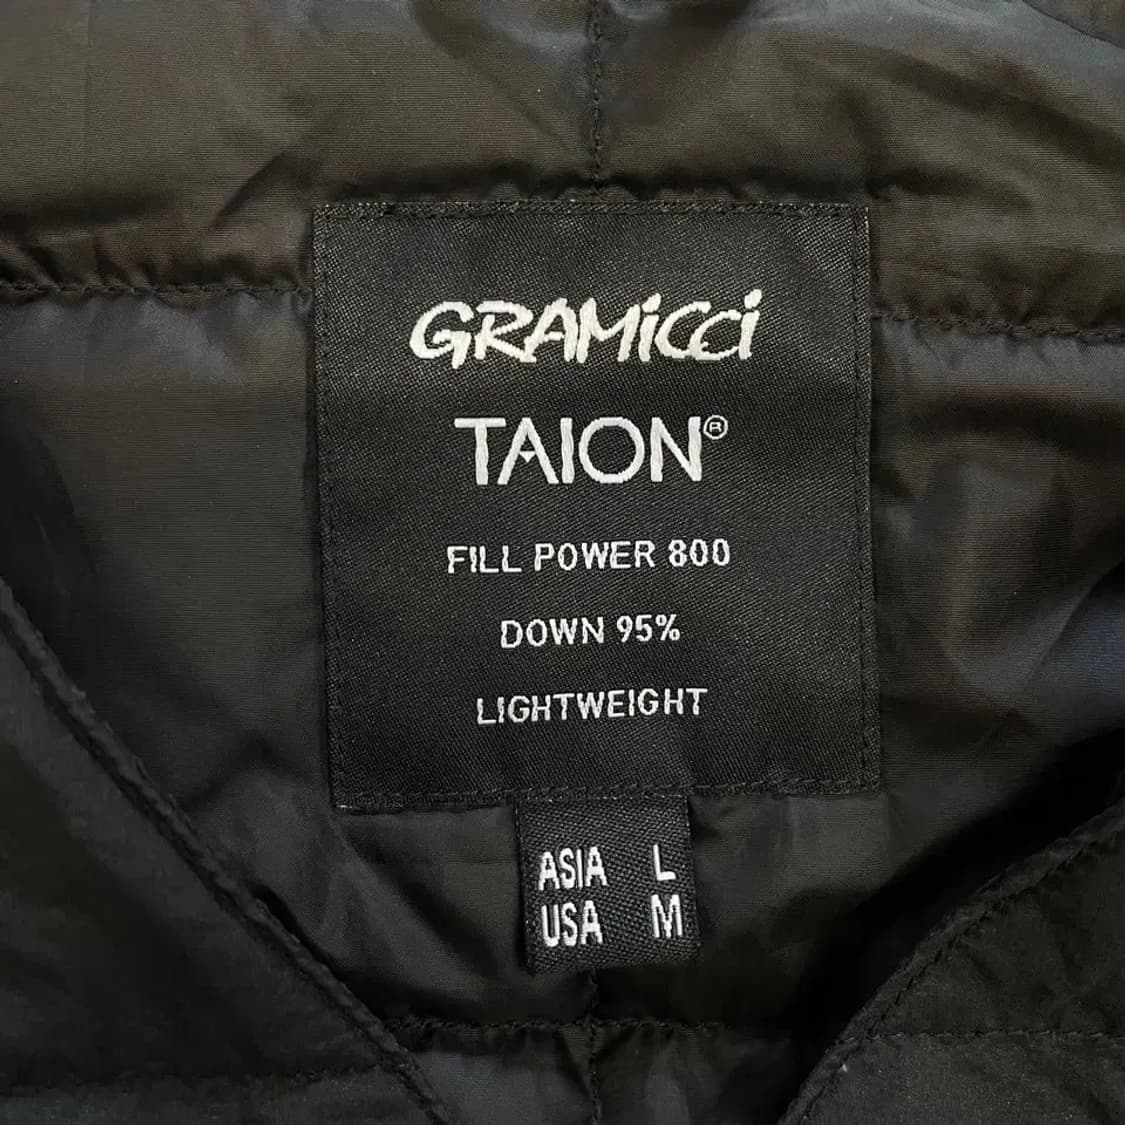 GRAMiCCi
TAION®
FILL POWER 800
DOWN 95%
LIGHTWEIGHT
ASIA L
USA M